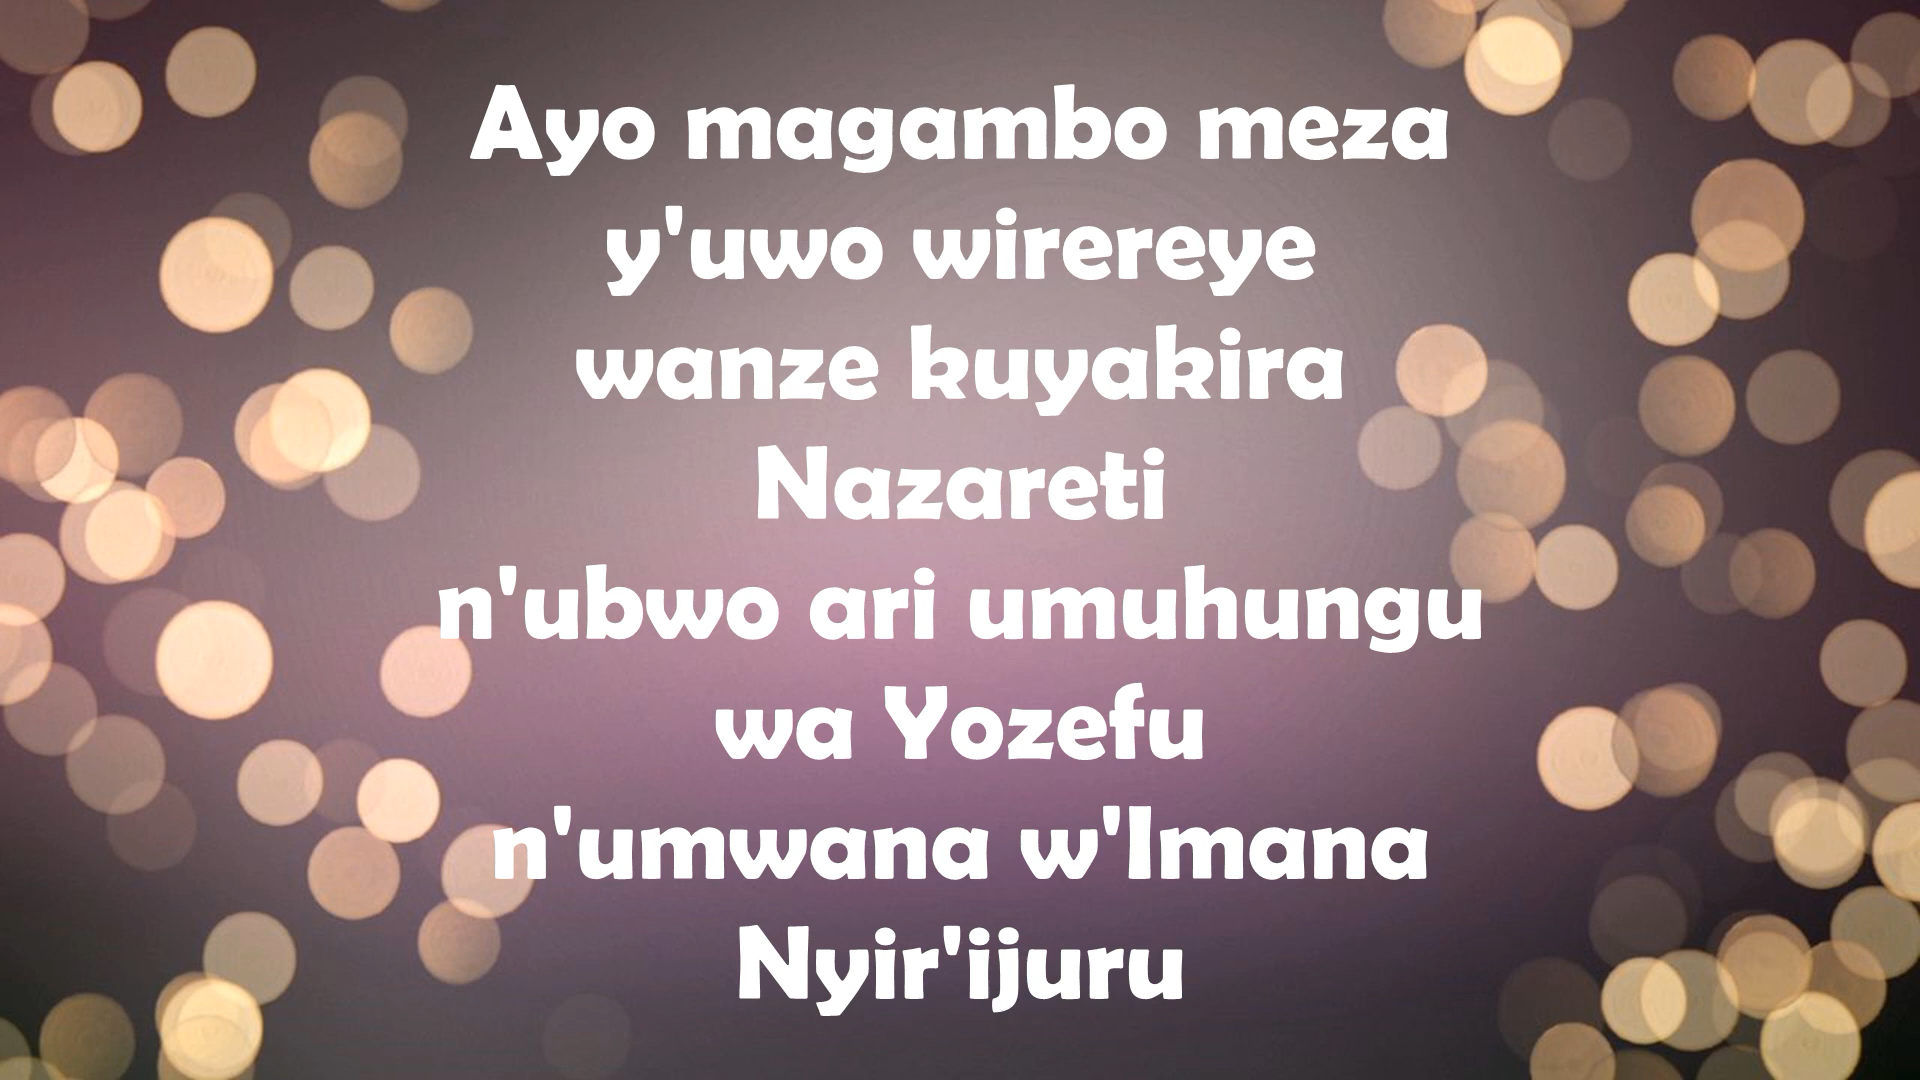 Ayo magambo meza
y'uwo wirereye
wanze kuyakira
Nazareti
n'ubwo ari umuhungu
wa Yozefu
n'umwana w'Imana
Nyir'ijuru